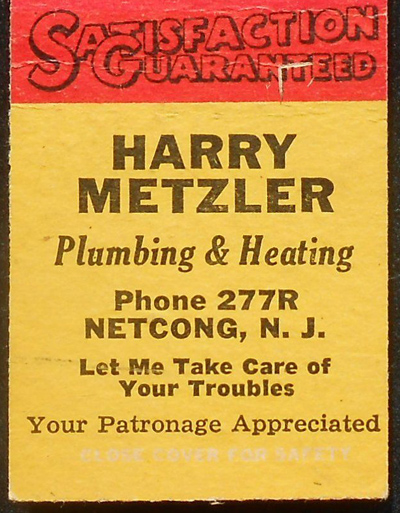 SATISFACTION
GUARANTEED
HARRY
METZLER
Plumbing & Heating
Phone 277R
NETCONG, N. J.
Let Me Take Care of
Your Troubles
Your Patronage Appreciated
CLOSE COVER FOR SAFETY